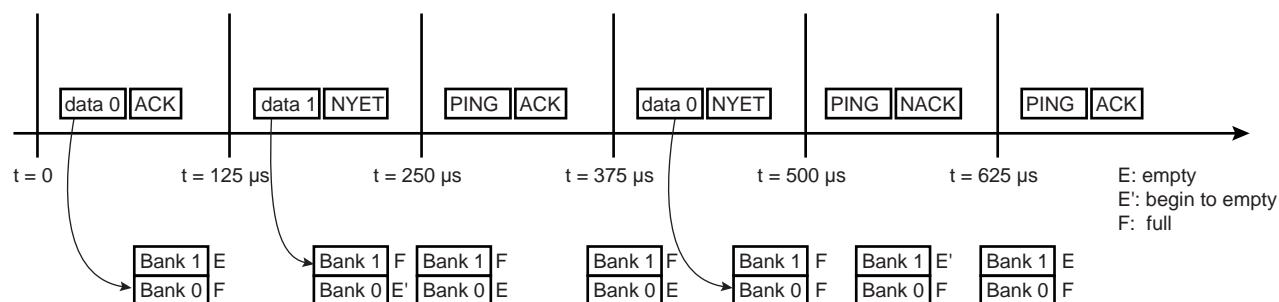 data 0 ACK data 1 NYET PING ACK data 0 NYET PING NACK PING ACK
t = 0 t = 125 µs t = 250 µs t = 375 µs t = 500 µs t = 625 µs
E: empty
E': begin to empty
F: full
Bank 1 E Bank 1 F Bank 1 F Bank 1 F Bank 1 F Bank 1 E' Bank 1 E
Bank 0 F Bank 0 E' Bank 0 E Bank 0 E Bank 0 F Bank 0 F Bank 0 F